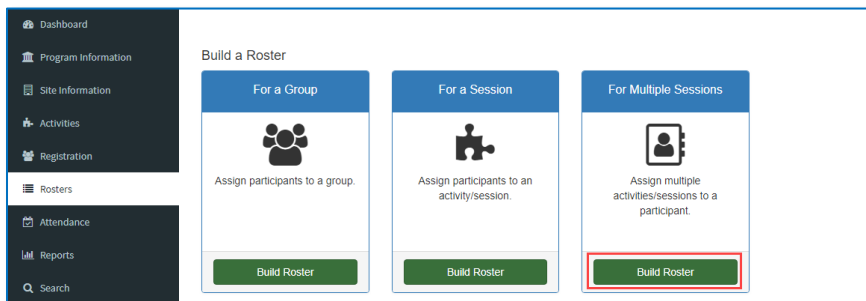 Dashboard
Program Information
Site Information
Activities
Registration
Rosters
Attendance
Reports
Search
Build a Roster
For a Group
Assign participants to a group.
Build Roster
For a Session
Assign participants to an
activity/session.
Build Roster
For Multiple Sessions
Assign multiple
activities/sessions to a
participant.
Build Roster